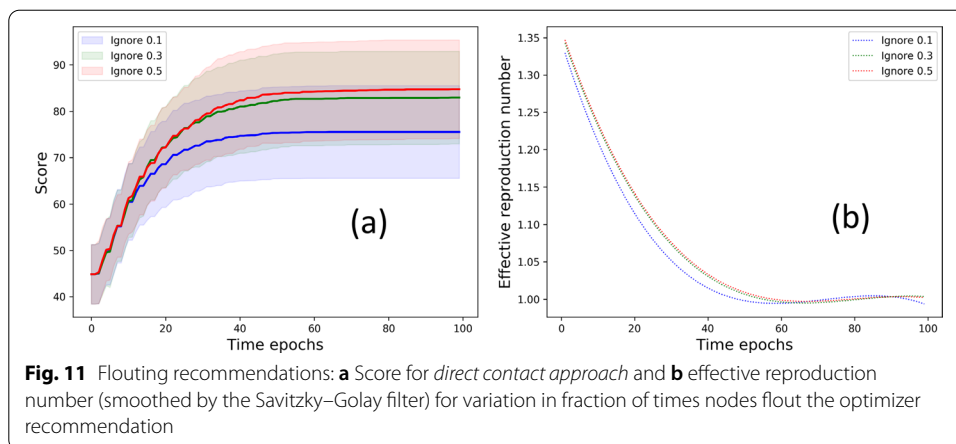 Ignore 0.1
Ignore 0.3
Ignore 0.5
90
80
70
60
50
40
Score
(a)
0 20 40 60 80 100
Time epochs
Ignore 0.1
Ignore 0.3
Ignore 0.5
1.35
1.30
1.25
1.20
1.15
1.10
1.05
1.00
Effective reproduction number
(b)
0 20 40 60 80 100
Time epochs
Fig. 11 Flouting recommendations: a Score for direct contact approach and b effective reproduction
number (smoothed by the Savitzky–Golay filter) for variation in fraction of times nodes flout the optimizer
recommendation